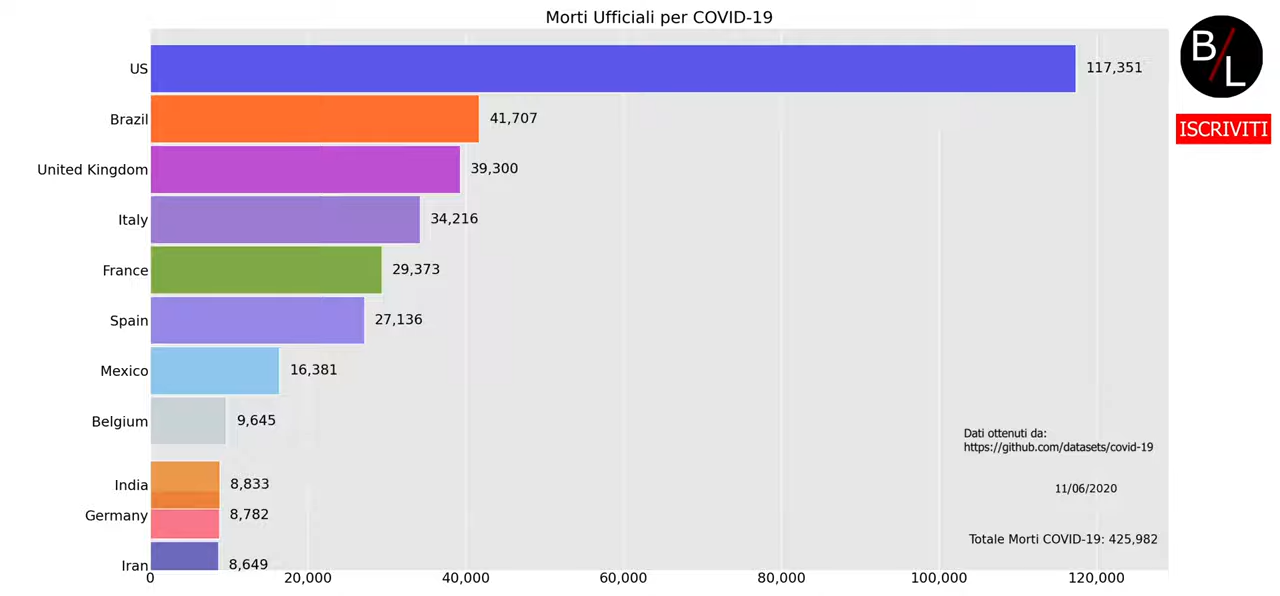 Morti Ufficiali per COVID-19
B/L
ISCRIVITI
US 117,351
Brazil 41,707
United Kingdom 39,300
Italy 34,216
France 29,373
Spain 27,136
Mexico 16,381
Belgium 9,645
India 8,833
Germany 8,782
Iran 8,649
Dati ottenuti da:
https://github.com/datasets/covid-19
11/06/2020
Totale Morti COVID-19: 425,982
0 20,000 40,000 60,000 80,000 100,000 120,000